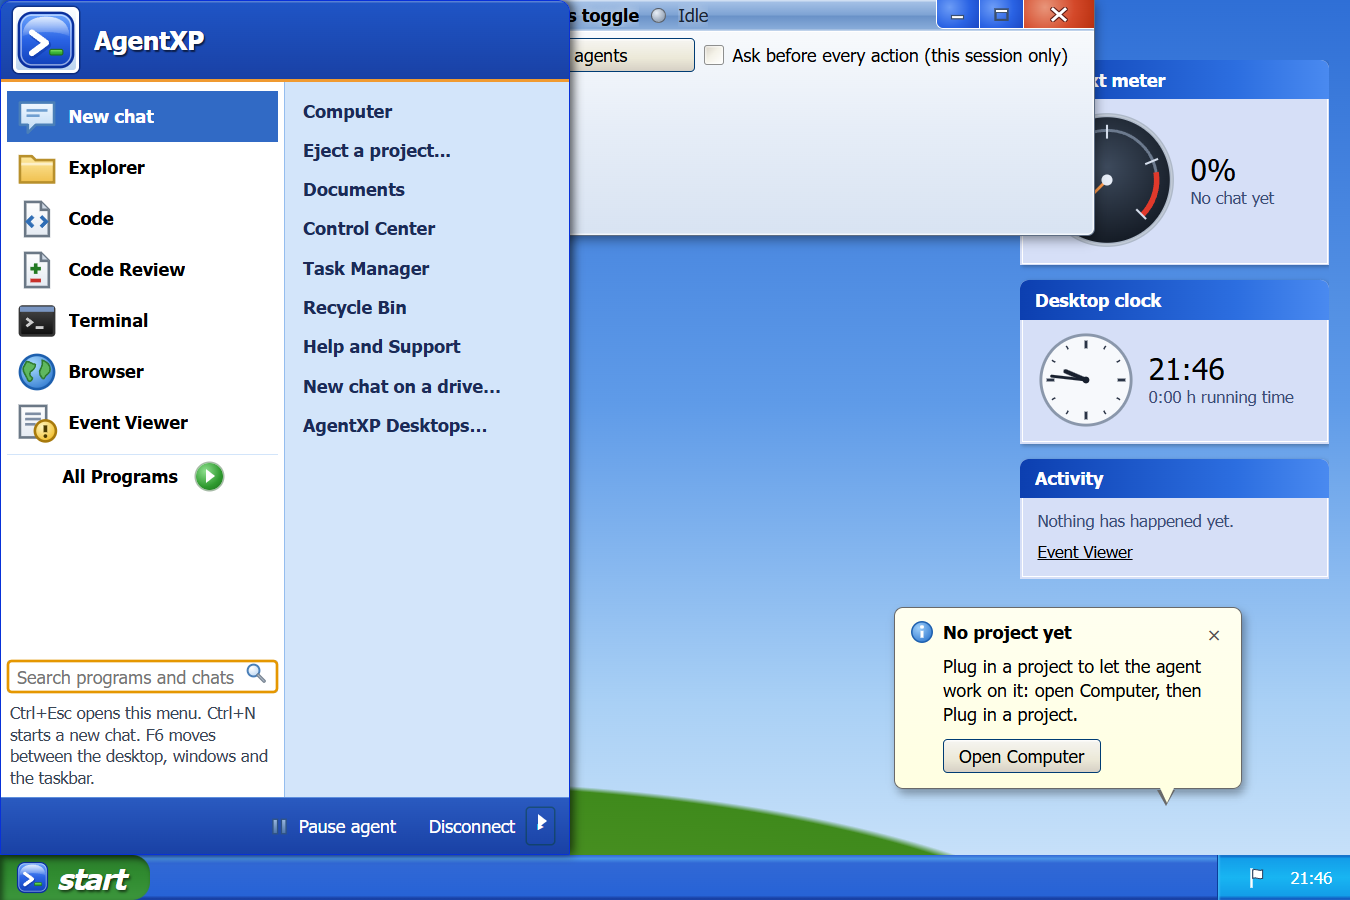 AgentXP
New chat
Explorer
Code
Code Review
Terminal
Browser
Event Viewer
All Programs
Search programs and chats
Ctrl+Esc opens this menu. Ctrl+N
starts a new chat. F6 moves
between the desktop, windows and
the taskbar.
Computer
Eject a project...
Documents
Control Center
Task Manager
Recycle Bin
Help and Support
New chat on a drive...
AgentXP Desktops...
Pause agent
Disconnect
s toggle
Idle
agents
Ask before every action (this session only)
xt meter
0%
No chat yet
Desktop clock
21:46
0:00 h running time
Activity
Nothing has happened yet.
Event Viewer
No project yet
Plug in a project to let the agent
work on it: open Computer, then
Plug in a project.
Open Computer
start
21:46